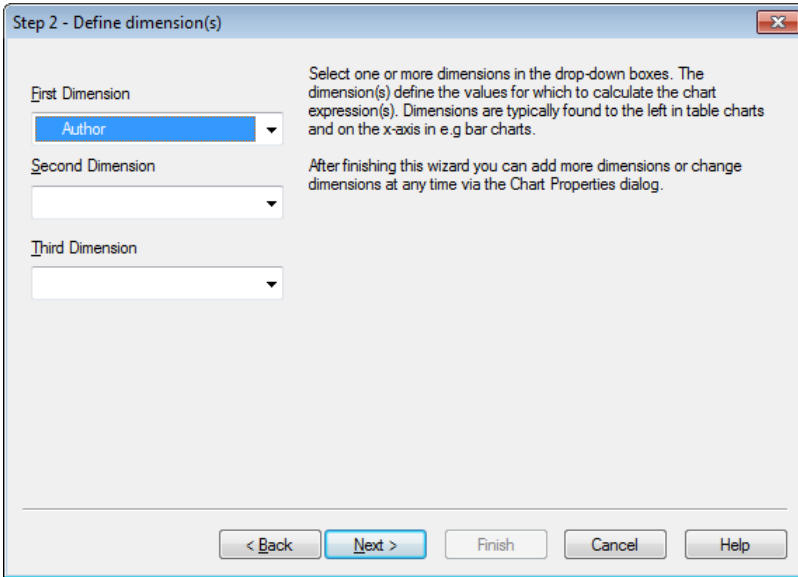 Step 2 - Define dimension(s)
First Dimension
Author
Second Dimension
Third Dimension
Select one or more dimensions in the drop-down boxes. The
dimension(s) define the values for which to calculate the chart
expression(s). Dimensions are typically found to the left in table charts
and on the x-axis in e.g bar charts.
After finishing this wizard you can add more dimensions or change
dimensions at any time via the Chart Properties dialog.
< Back
Next >
Finish
Cancel
Help